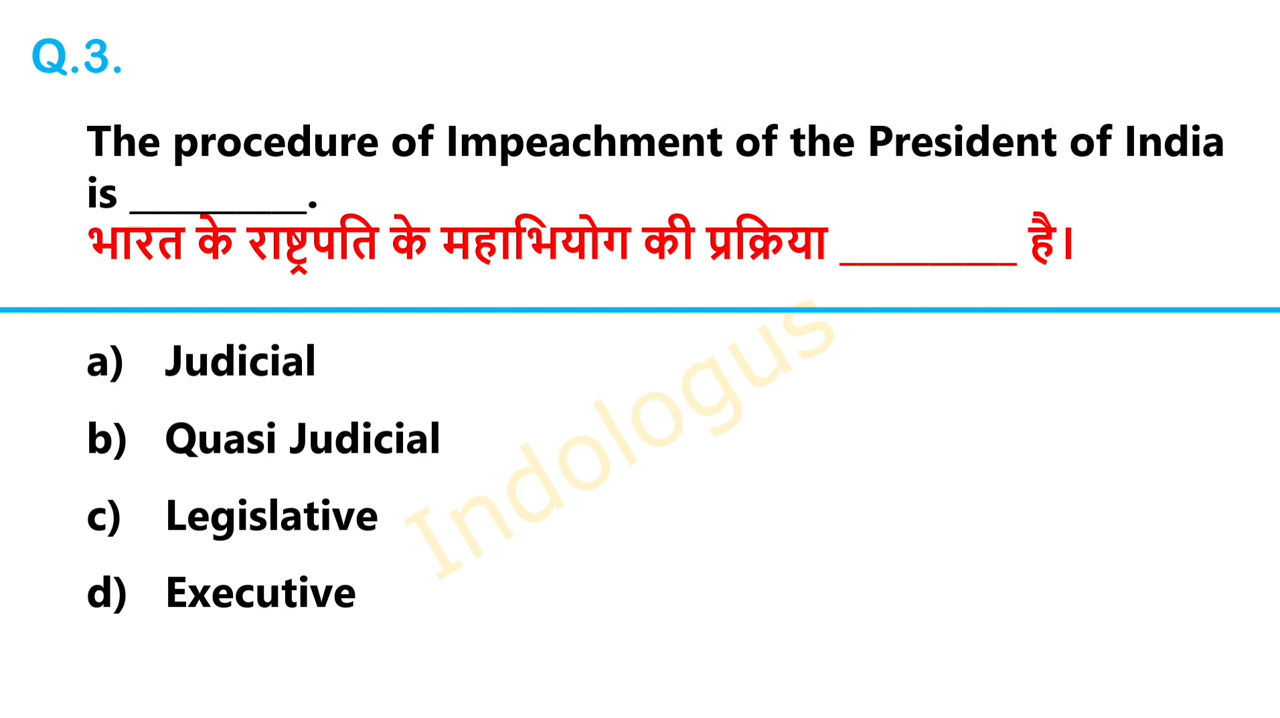 Q.3.
The procedure of Impeachment of the President of India
is __________.
भारत के राष्ट्रपति के महाभियोग की प्रक्रिया __________ है।
a) Judicial
b) Quasi Judicial
c) Legislative
d) Executive
Indologus